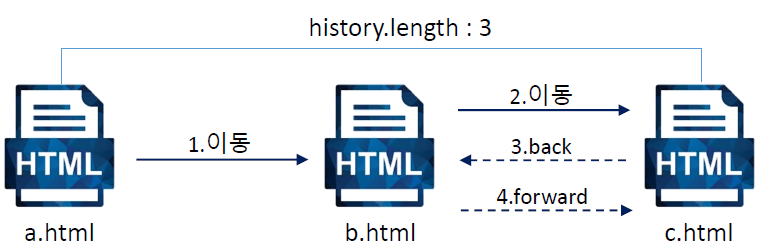 history.length : 3
HTML
HTML
HTML
1.이동
2.이동
3.back
4.forward
a.html
b.html
c.html